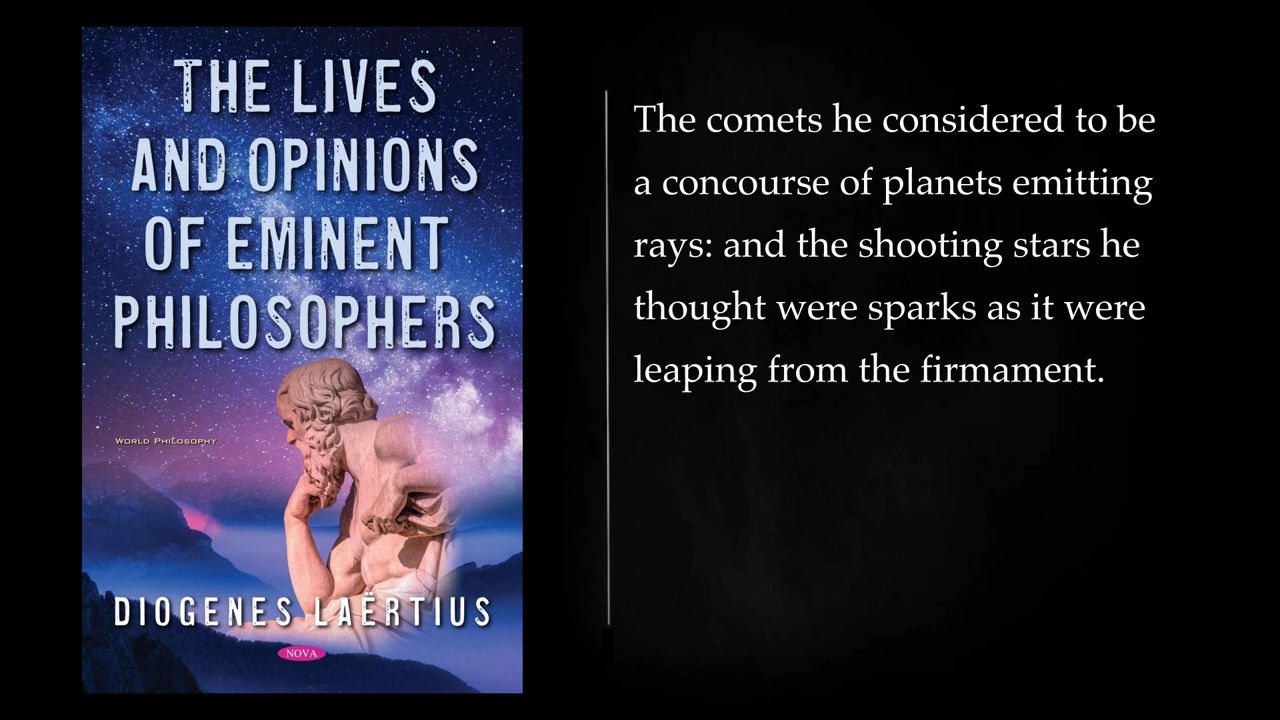 THE LIVES
AND OPINIONS
OF EMINENT
PHILOSOPHERS
WORLD PHILOSOPHY
DIOGENES LAËRTIUS
NOVA
The comets he considered to be
a concourse of planets emitting
rays: and the shooting stars he
thought were sparks as it were
leaping from the firmament.